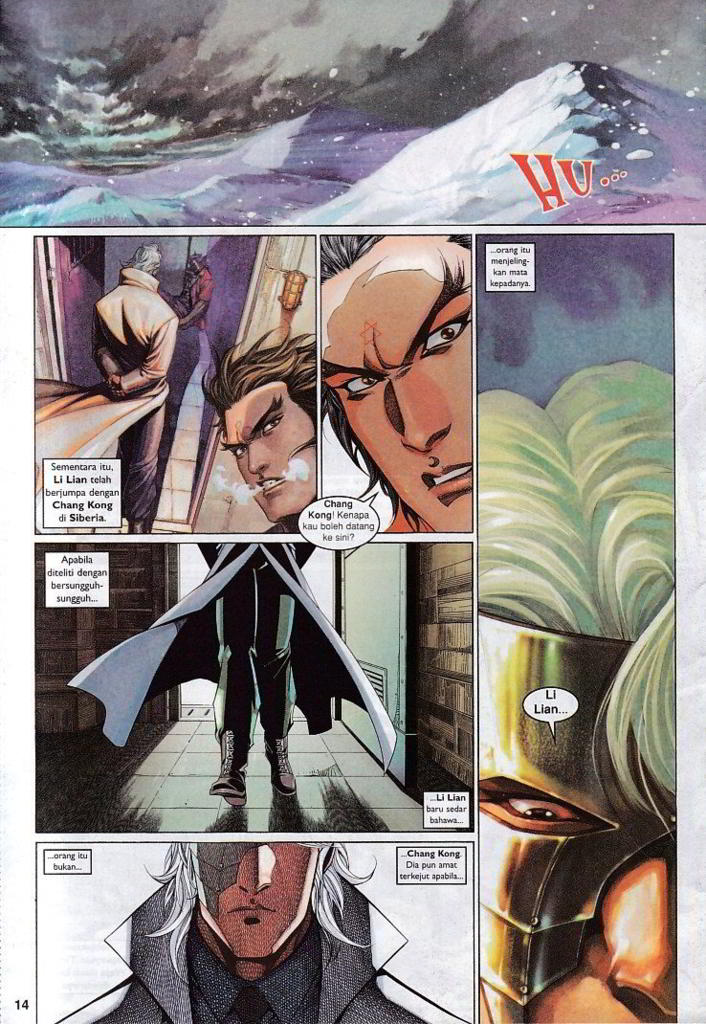 HU...
Sementara itu,
Li Lian telah
berjumpa dengan
Chang Kong
di Siberia.
Chang
Kong! Kenapa
kau boleh datang
ke sini?
Apabila
diteliti dengan
bersungguh-
sungguh...
...Li Lian
baru sedar
bahawa...
...orang itu
bukan...
...Chang Kong.
Dia pun amat
terkejut apabila...
...orang itu
menjeling-
kan mata
kepadanya.
Li
Lian...
14